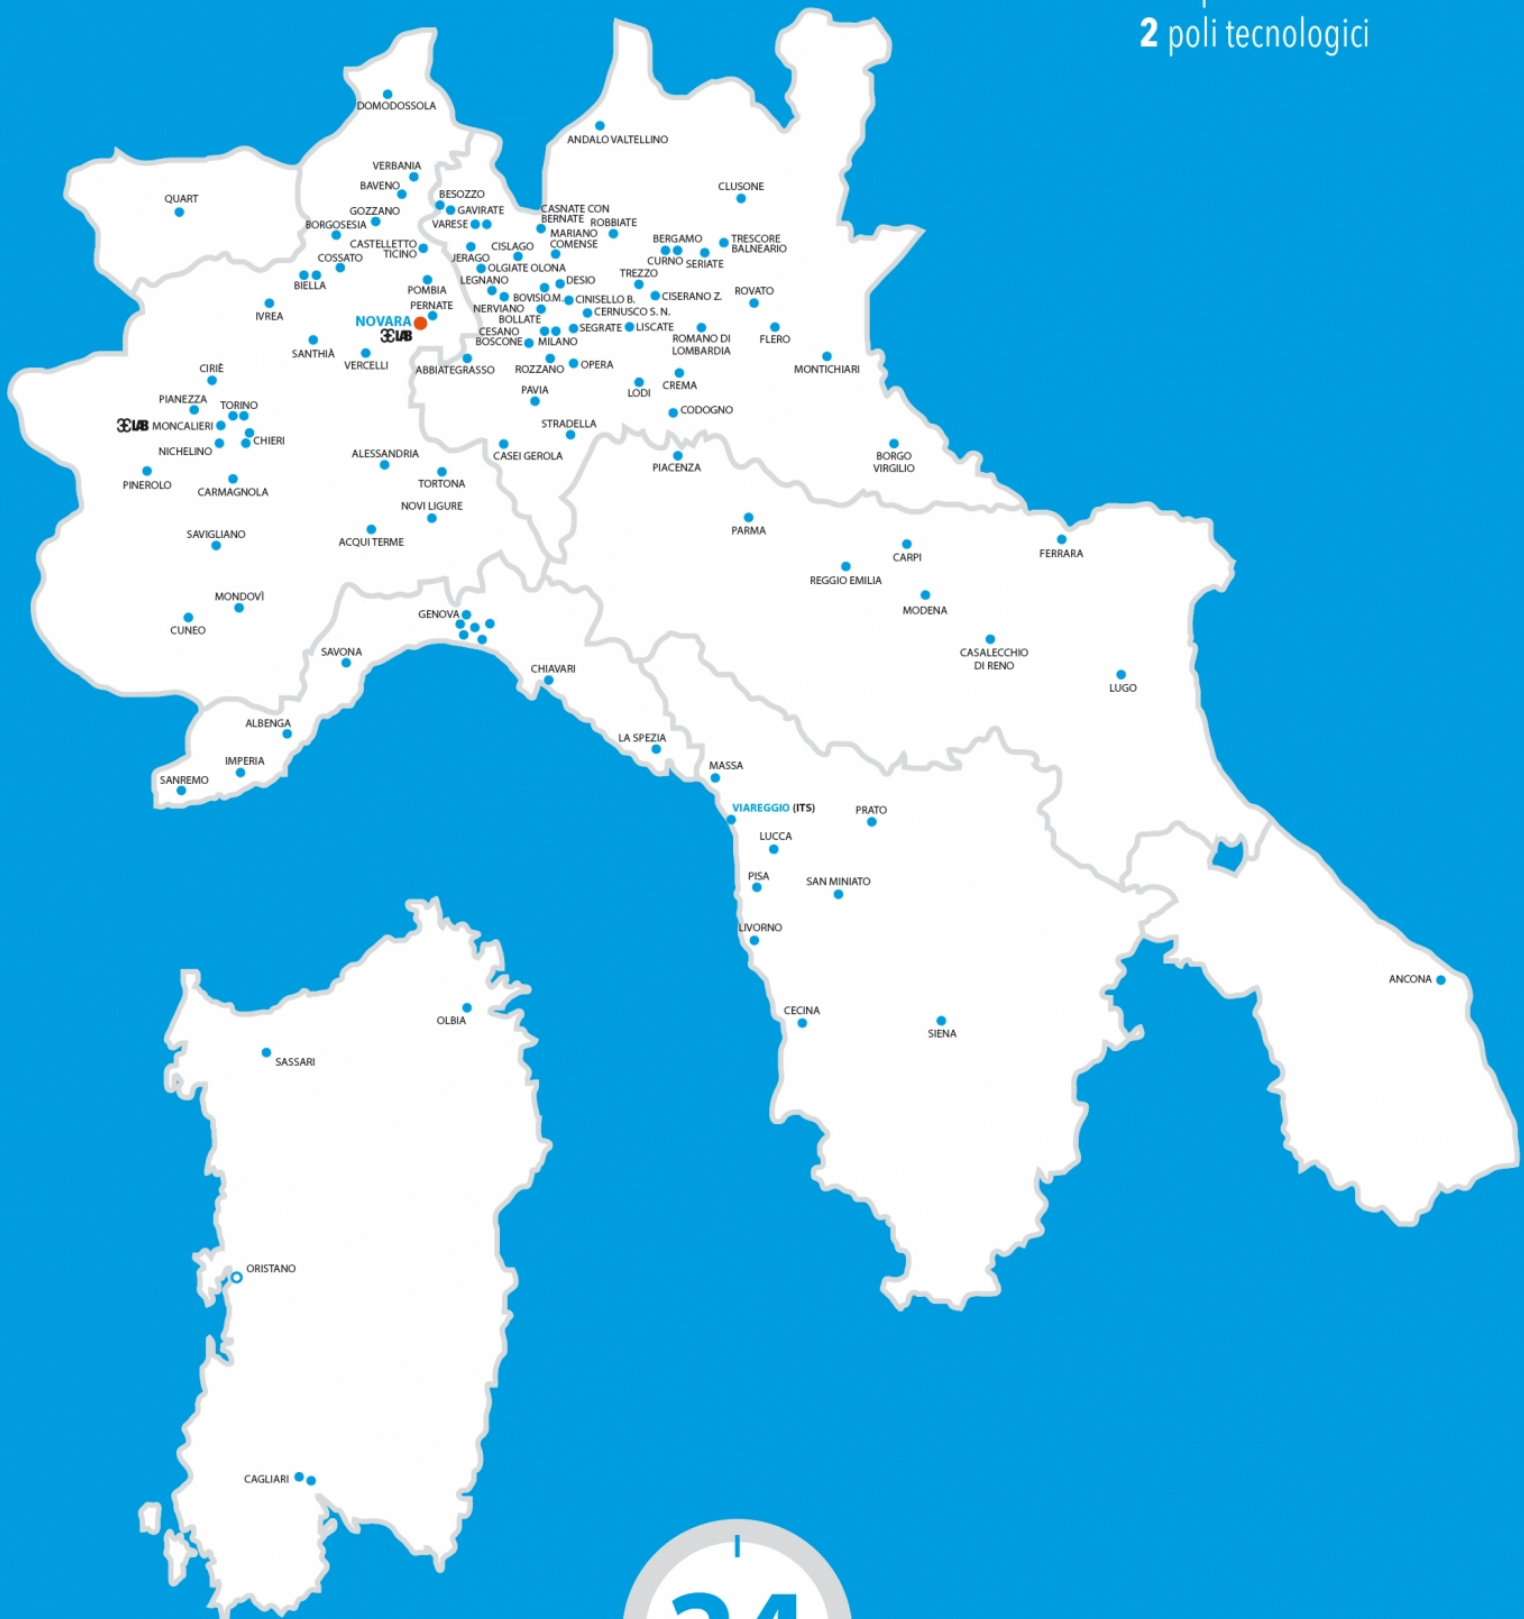 2 poli tecnologici
DOMODOSSOLA
ANDALO VALTELLINO
VERBANIA
BAVENO
QUART
BESOZZO
CLUSONE
GOZZANO
GAVIRATE
CASNATE CON
BERNATE
BORGOSESIA
VARESE
ROBBIATE
MARIANO
COMENSE
CASTELLETTO
TICINO
CISLAGO
BERGAMO
TRESCORE
BALNEARIO
COSSATO
JERAGO
CURNO
SERIATE
OLGIATE OLONA
BIELLA
POMBIA
LEGNANO
DESIO
TREZZO
IVREA
PERNATE
NERVIANO
BOVISIO.M.
CINISELLO B.
CISERANO Z.
ROVATO
NOVARA
3ELAB
BOLLATE
CERNUSCO S. N.
CESANO
BOSCONE
MILANO
SEGRATE
LISCATE
ROMANO DI
LOMBARDIA
FLERO
SANTHIÀ
VERCELLI
ABBIATEGRASSO
ROZZANO
OPERA
MONTICHIARI
CIRIÈ
PAVIA
LODI
CREMA
PIANEZZA
TORINO
CODOGNO
3ELAB
MONCALIERI
STRADELLA
CHIERI
NICHELINO
ALESSANDRIA
CASEI GEROLA
PIACENZA
BORGO
VIRGILIO
PINEROLO
CARMAGNOLA
TORTONA
NOVI LIGURE
SAVIGLIANO
ACQUI TERME
PARMA
CARPI
FERRARA
REGGIO EMILIA
MONDOVÌ
MODENA
CUNEO
GENOVA
SAVONA
CASALECCHIO
DI RENO
CHIAVARI
LUGO
ALBENGA
LA SPEZIA
IMPERIA
MASSA
SANREMO
VIAREGGIO (ITS)
PRATO
LUCCA
PISA
SAN MINIATO
LIVORNO
ANCONA
CECINA
OLBIA
SIENA
SASSARI
ORISTANO
CAGLIARI
24